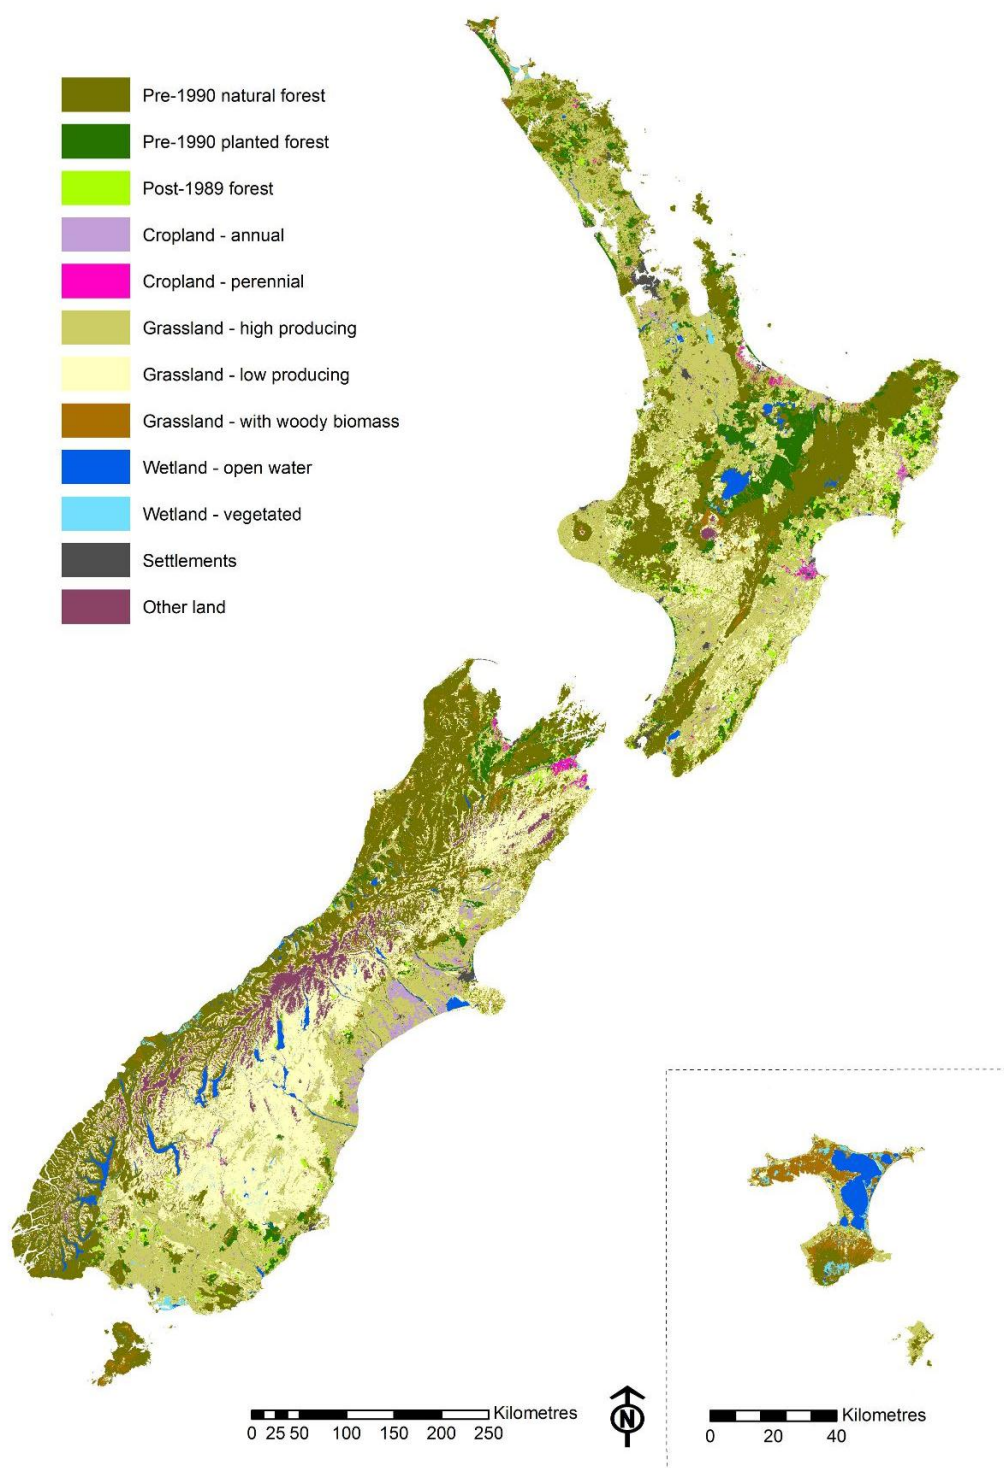 Pre-1990 natural forest
Pre-1990 planted forest
Post-1989 forest
Cropland - annual
Cropland - perennial
Grassland - high producing
Grassland - low producing
Grassland - with woody biomass
Wetland - open water
Wetland - vegetated
Settlements
Other land
Kilometres
0 25 50 100 150 200 250
N
Kilometres
0 20 40